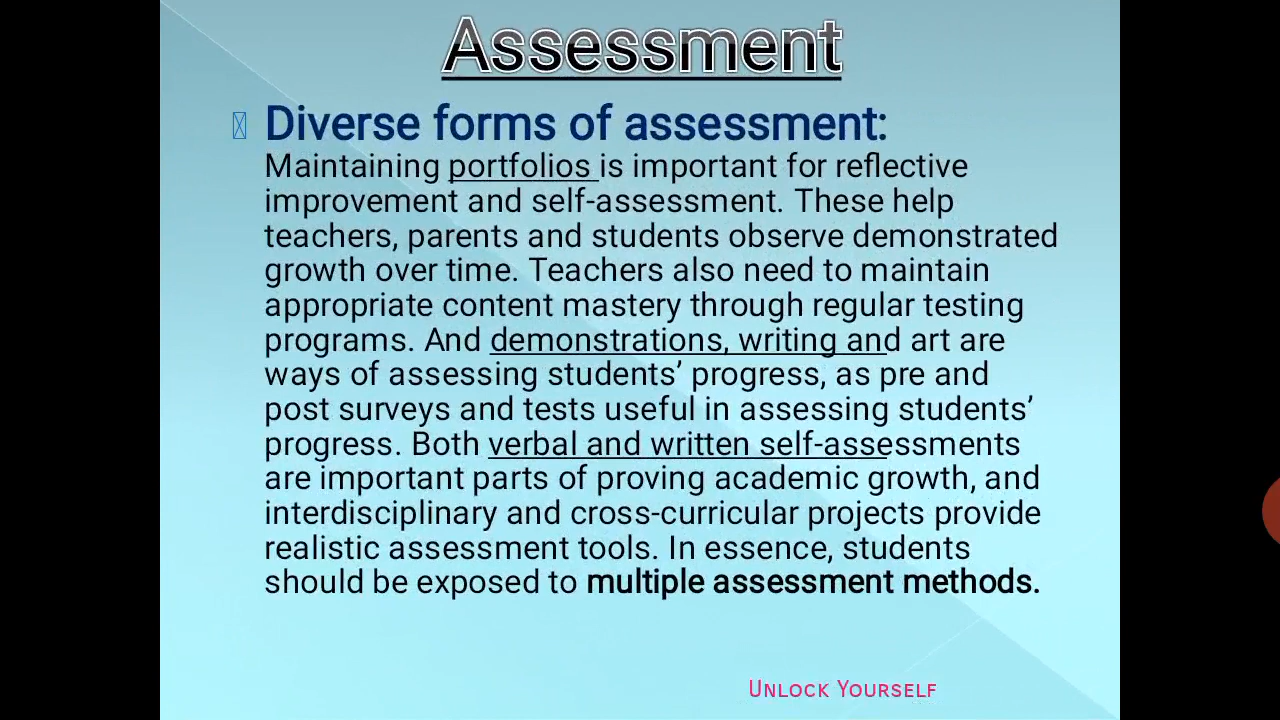 Assessment
Diverse forms of assessment:
Maintaining portfolios is important for reflective
improvement and self-assessment. These help
teachers, parents and students observe demonstrated
growth over time. Teachers also need to maintain
appropriate content mastery through regular testing
programs. And demonstrations, writing and art are
ways of assessing students’ progress, as pre and
post surveys and tests useful in assessing students’
progress. Both verbal and written self-assessments
are important parts of proving academic growth, and
interdisciplinary and cross-curricular projects provide
realistic assessment tools. In essence, students
should be exposed to multiple assessment methods.
Unlock Yourself